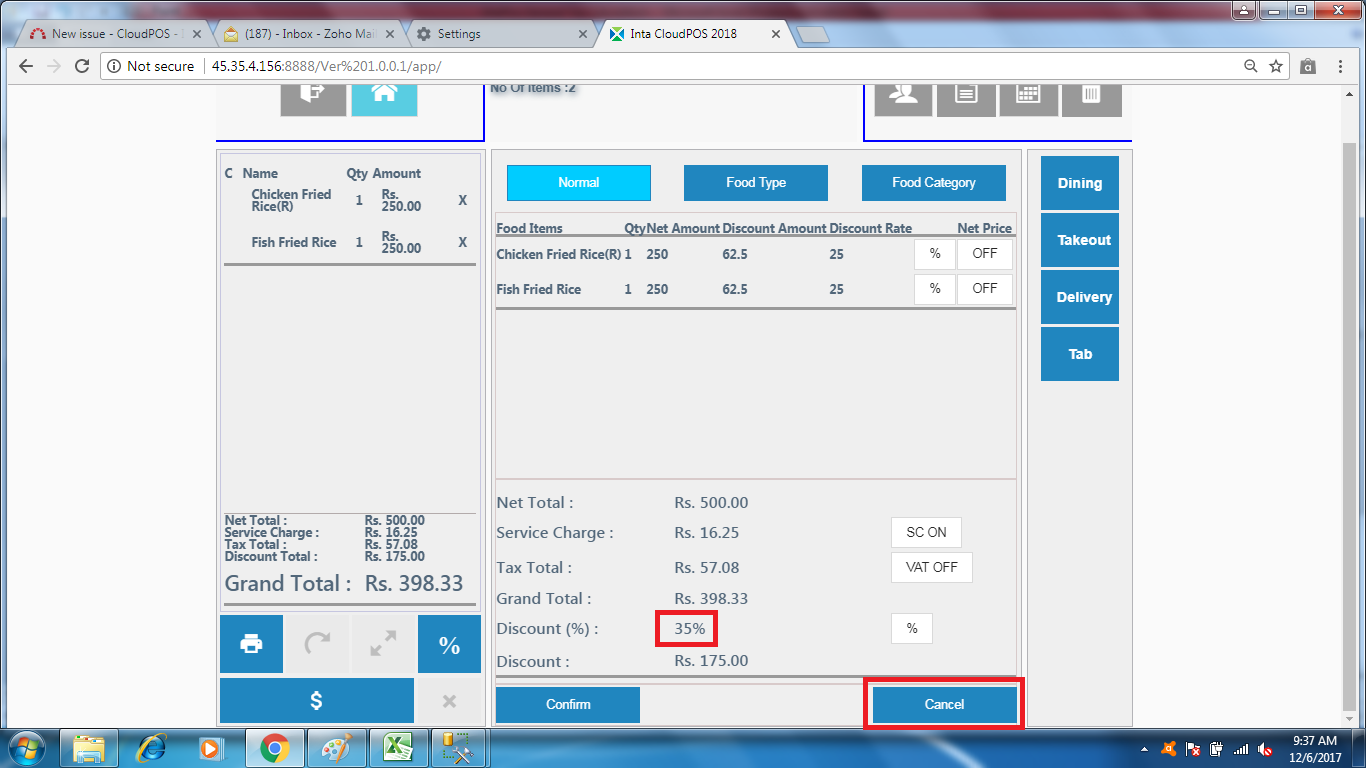 New issue - CloudPOS -
(187) - Inbox - Zoho Mai
Settings
Inta CloudPOS 2018
Not secure
45.35.4.156:8888/Ver%201.0.0.1/app/
No Of Items :2
C Name Qty Amount
Chicken Fried Rs.
Rice(R) 1 250.00 X
Fish Fried Rice 1 Rs. X
250.00
Net Total : Rs. 500.00
Service Charge : Rs. 16.25
Tax Total : Rs. 57.08
Discount Total : Rs. 175.00
Grand Total : Rs. 398.33
%
$
Normal Food Type Food Category
Food Items Qty Net Amount Discount Amount Discount Rate Net Price
Chicken Fried Rice(R) 1 250 62.5 25 % OFF
Fish Fried Rice 1 250 62.5 25 % OFF
Net Total : Rs. 500.00
Service Charge : Rs. 16.25 SC ON
Tax Total : Rs. 57.08 VAT OFF
Grand Total : Rs. 398.33
Discount (%) : 35% %
Discount : Rs. 175.00
Confirm Cancel
Dining
Takeout
Delivery
Tab
9:37 AM
12/6/2017